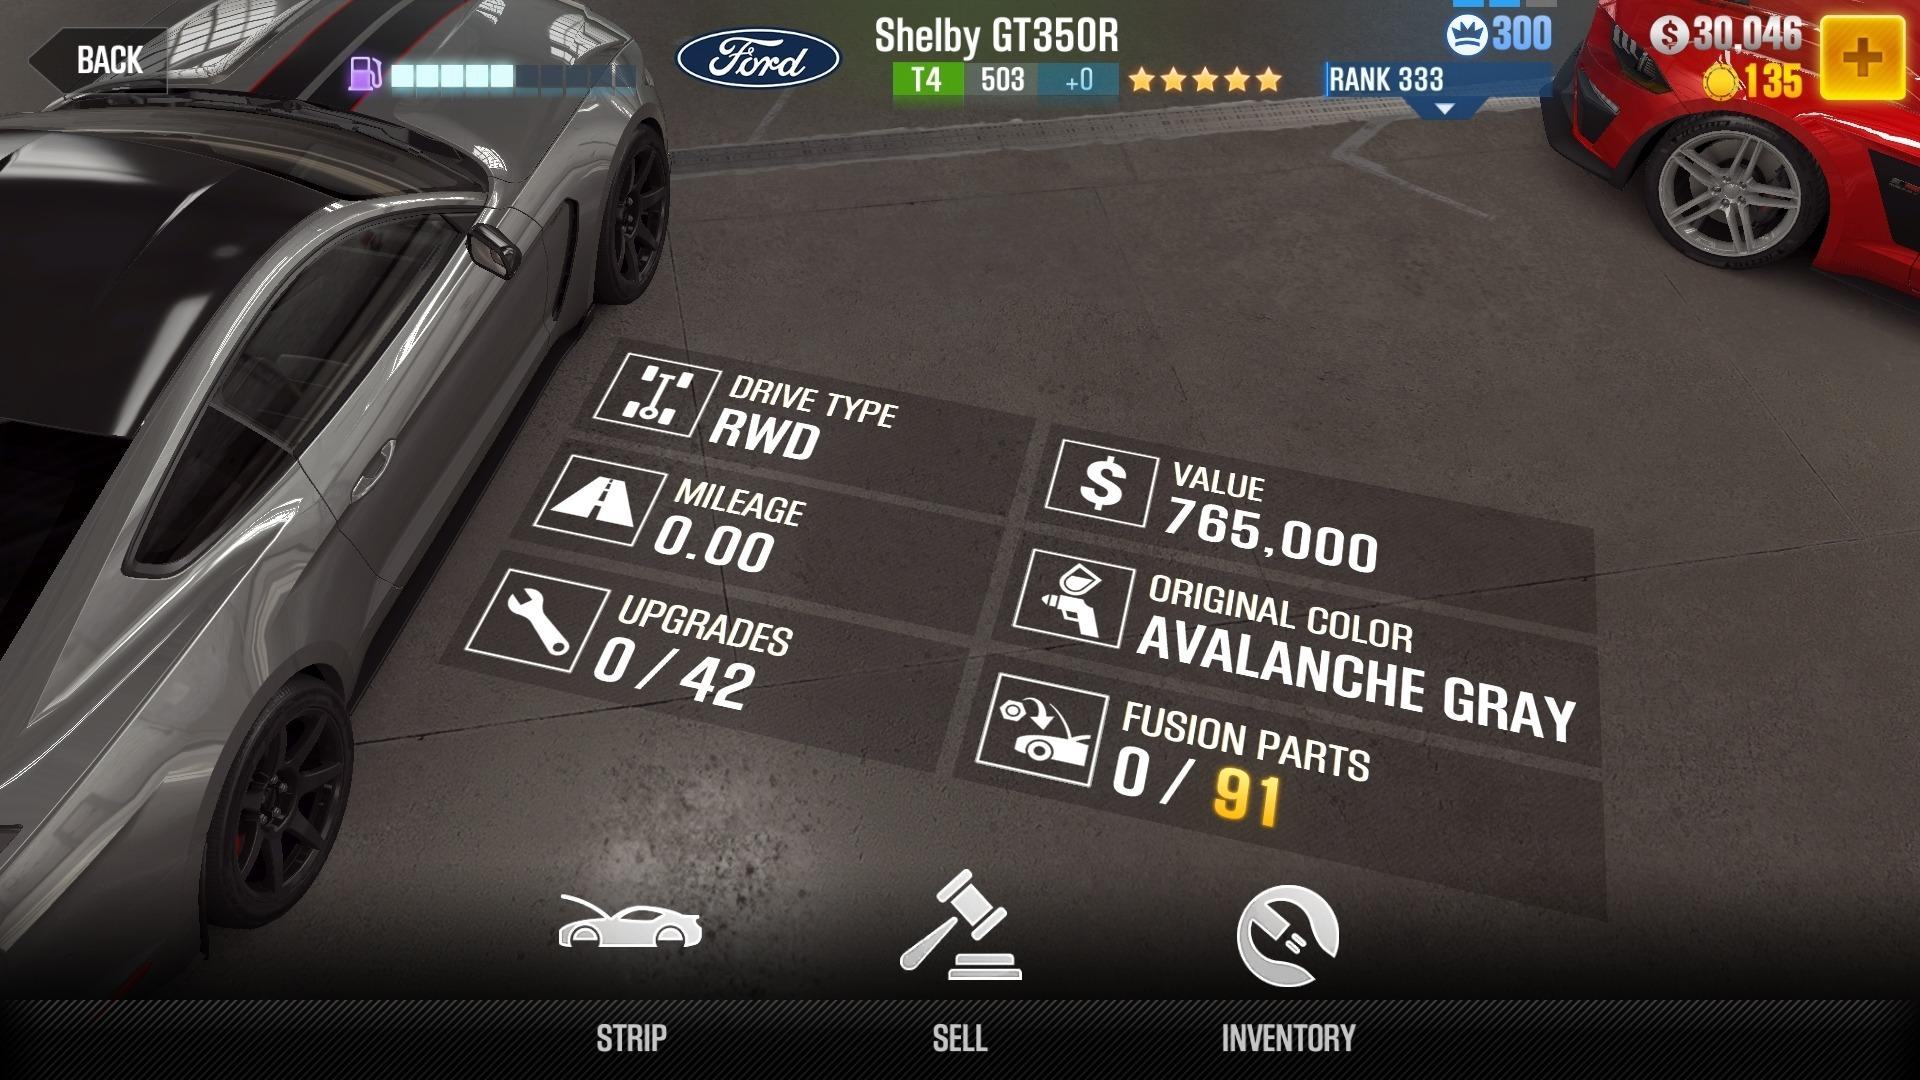 BACK
Ford
Shelby GT350R
T4 503 +0
300
RANK 333
30,046
135
DRIVE TYPE
RWD
MILEAGE
0.00
UPGRADES
0 / 42
VALUE
765,000
ORIGINAL COLOR
AVALANCHE GRAY
FUSION PARTS
0 / 91
STRIP
SELL
INVENTORY